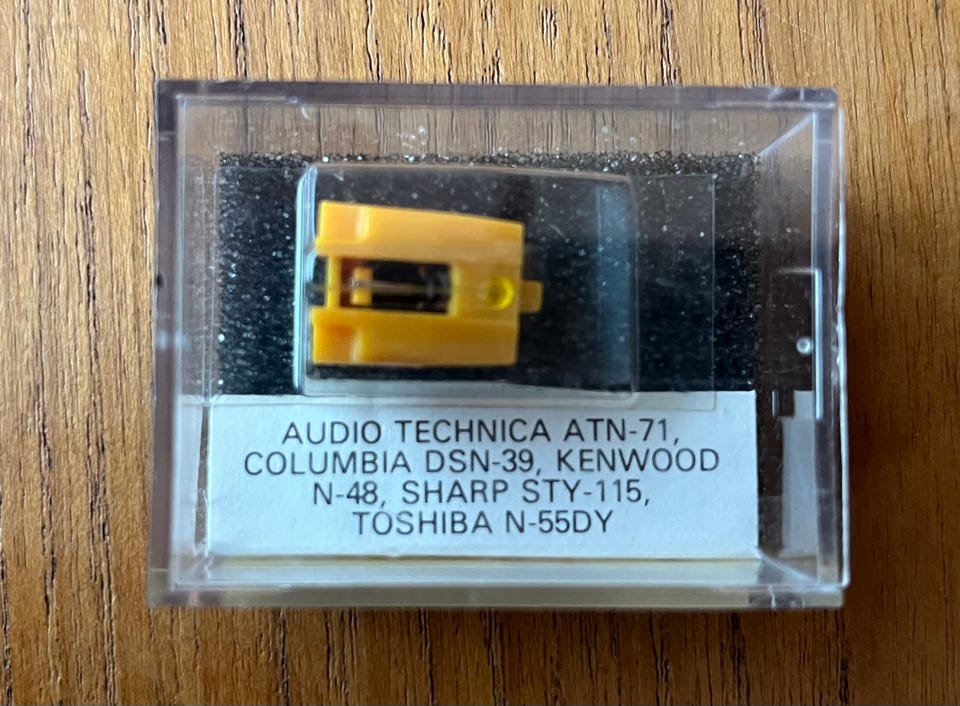 AUDIO TECHNICA ATN-71,
COLUMBIA DSN-39, KENWOOD
N-48, SHARP STY-115,
TOSHIBA N-55DY